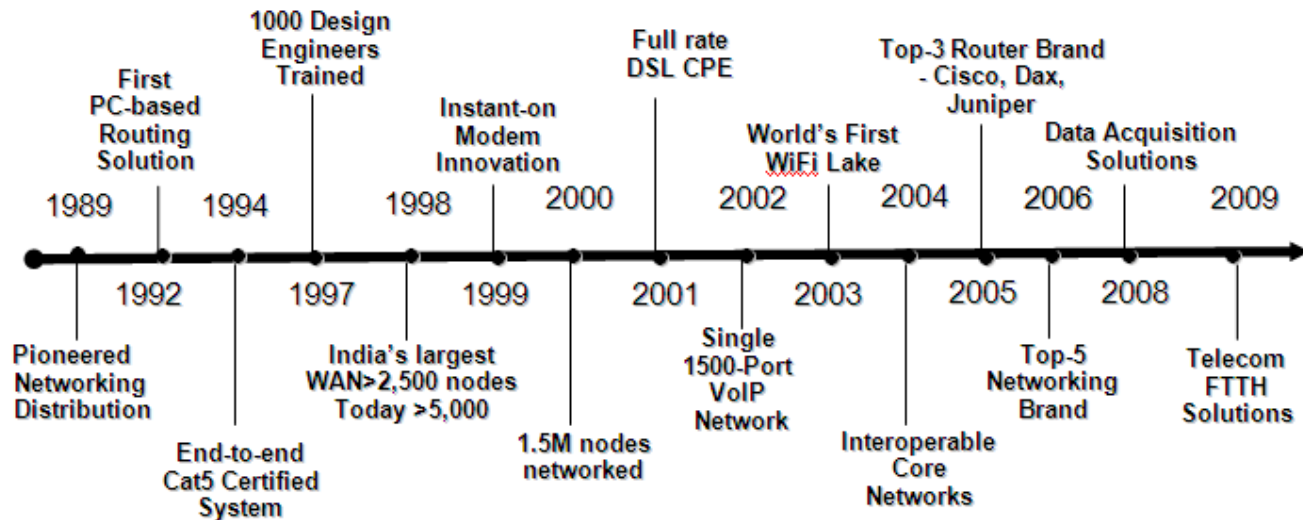 1000 Design
Engineers
Trained
Full rate
DSL CPE
Top-3 Router Brand
- Cisco, Dax,
Juniper
First
PC-based
Routing
Solution
Instant-on
Modem
Innovation
World's First
WiFi Lake
Data Acquisition
Solutions
1989
1994
1998
2000
2002
2004
2006
2009
1992
1997
1999
2001
2003
2005
2008
Pioneered
Networking
Distribution
India's largest
WAN>2,500 nodes
Today >5,000
Single
1500-Port
VoIP
Network
Top-5
Networking
Brand
Telecom
FTTH
Solutions
End-to-end
Cat5 Certified
System
1.5M nodes
networked
Interoperable
Core
Networks